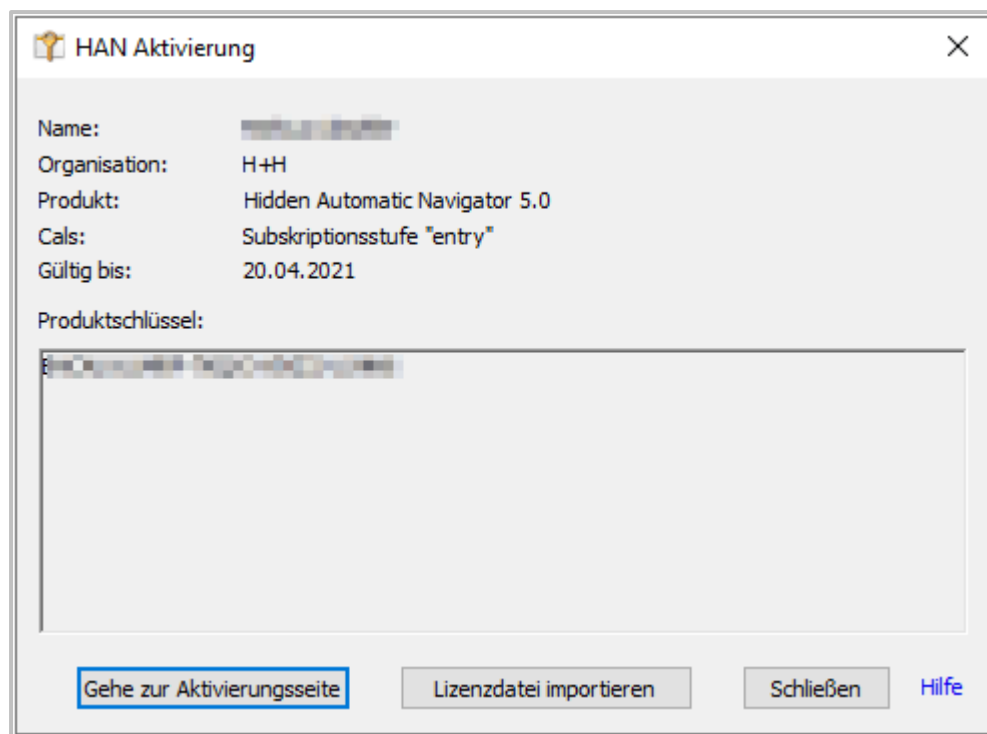 HAN Aktivierung
Name:
Organisation: H+H
Produkt: Hidden Automatic Navigator 5.0
Cals: Subskriptionsstufe "entry"
Gültig bis: 20.04.2021
Produktschlüssel:
Gehe zur Aktivierungsseite Lizenzdatei importieren Schließen Hilfe